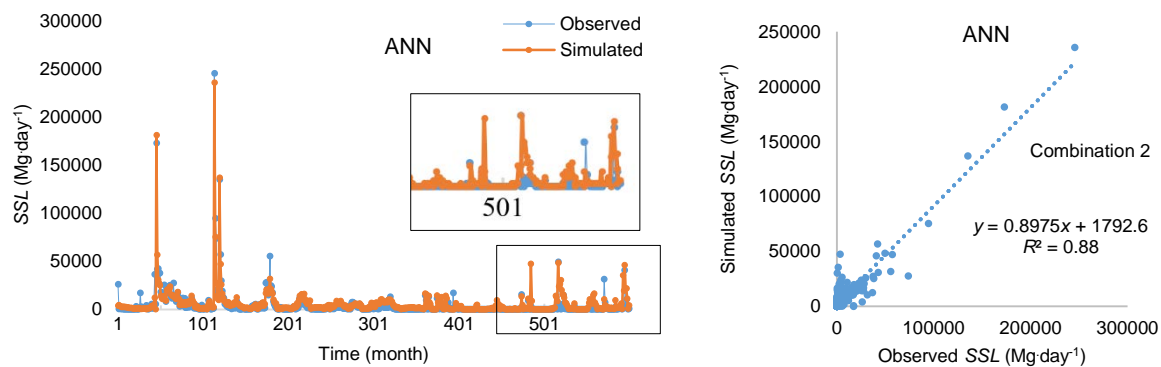 Observed
Simulated
ANN
300000
250000
200000
150000
100000
50000
0
SSL (Mg·day⁻¹)
501
1
101
201
301
401
501
Time (month)
ANN
250000
200000
150000
100000
50000
0
Simulated SSL (Mg·day⁻¹)
Combination 2
y = 0.8975x + 1792.6
R² = 0.88
0
100000
200000
300000
Observed SSL (Mg·day⁻¹)